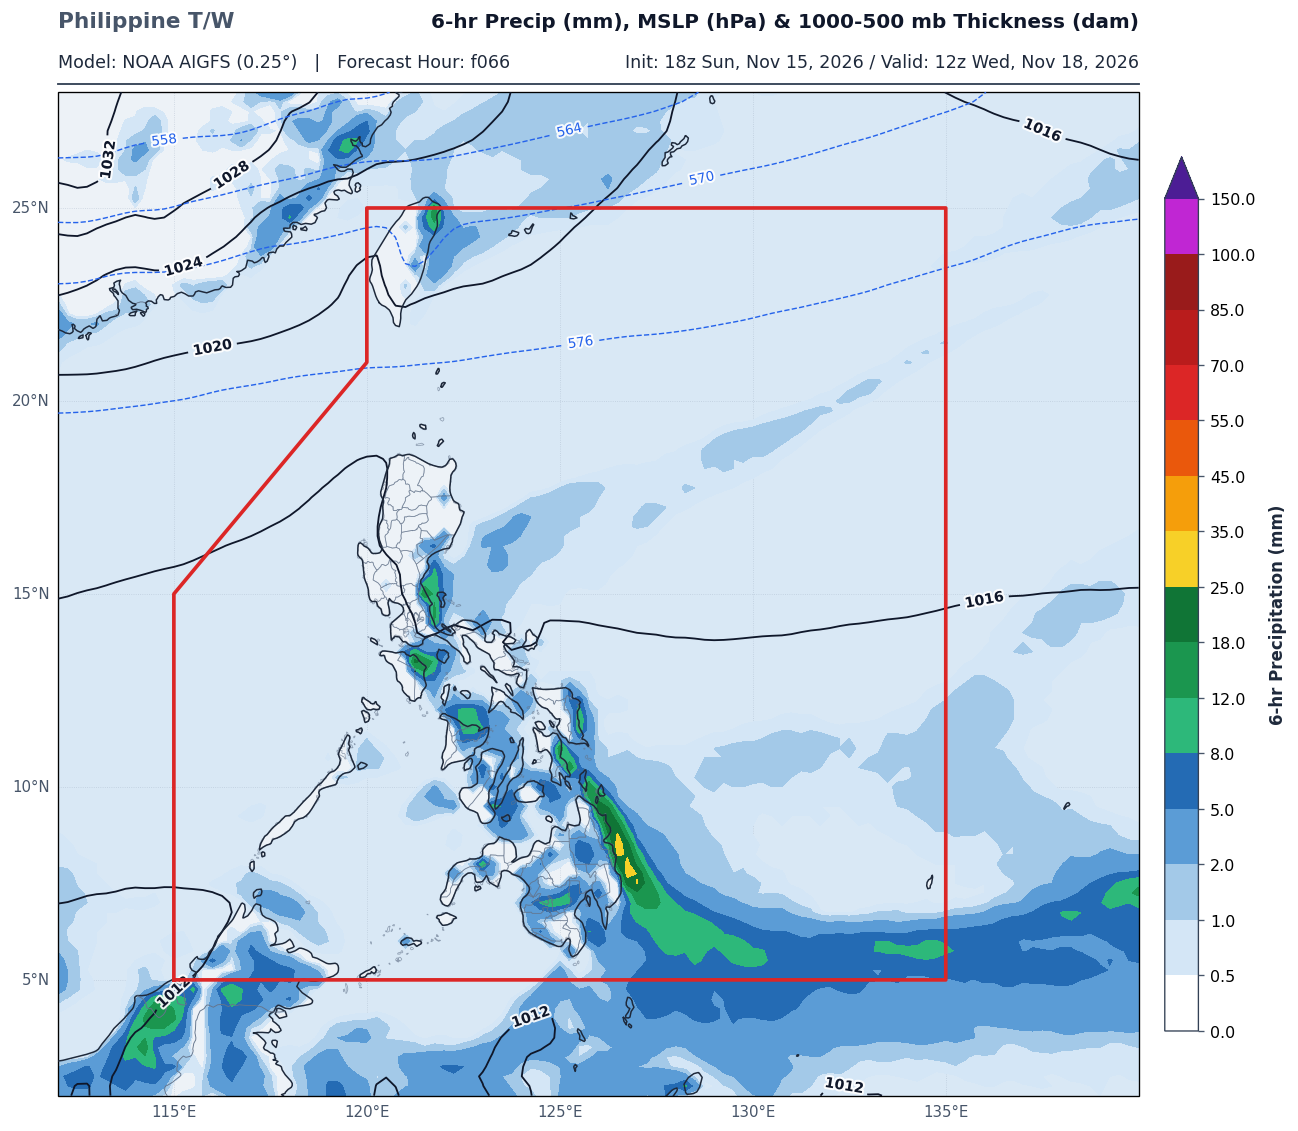 Philippine T/W
6-hr Precip (mm), MSLP (hPa) & 1000-500 mb Thickness (dam)
Model: NOAA AIGFS (0.25°)   |   Forecast Hour: f066
Init: 18z Sun, Nov 15, 2026 / Valid: 12z Wed, Nov 18, 2026
1032
558
1028
564
1016
570
1024
1020
576
1016
1012
1012
1012
25°N
20°N
15°N
10°N
5°N
115°E
120°E
125°E
130°E
135°E
150.0
100.0
85.0
70.0
55.0
45.0
35.0
25.0
18.0
12.0
8.0
5.0
2.0
1.0
0.5
0.0
6-hr Precipitation (mm)